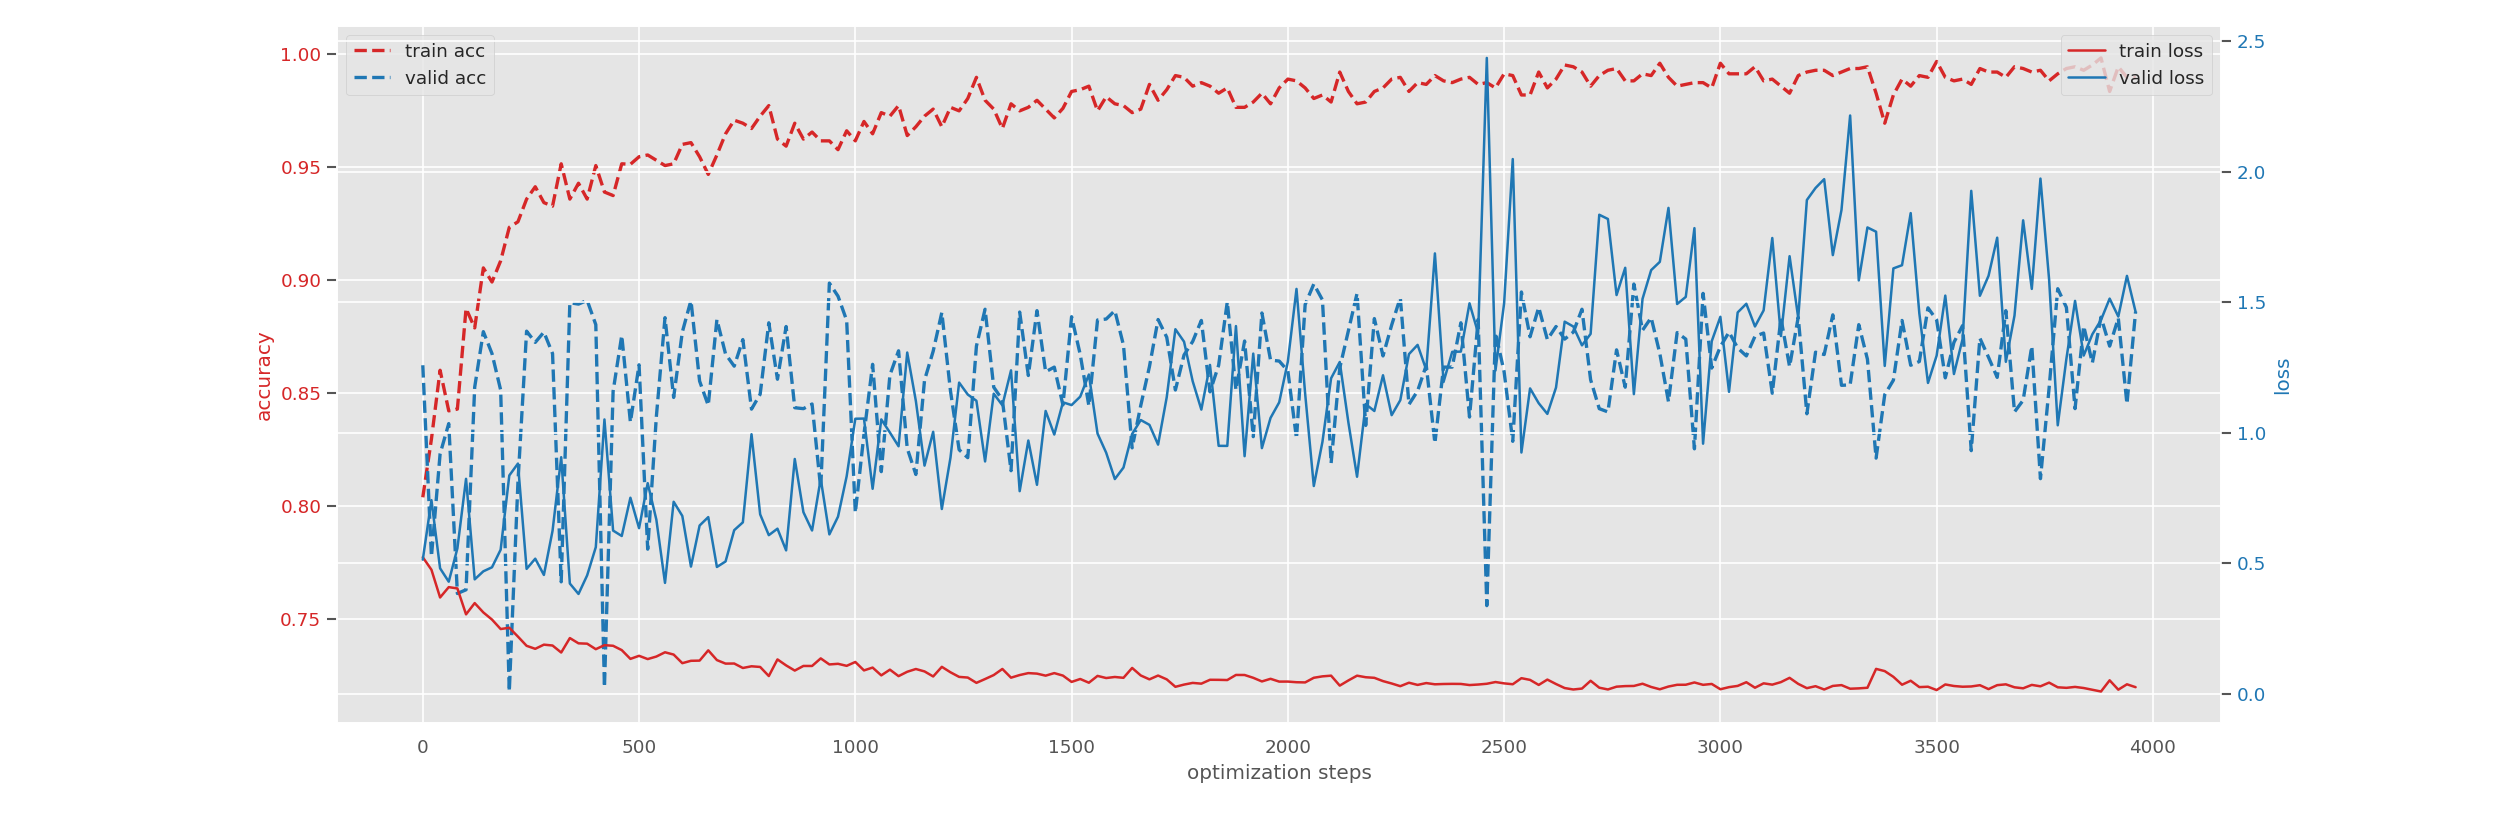 train acc
valid acc
train loss
valid loss
1.00
0.95
0.90
0.85
0.80
0.75
accuracy
2.5
2.0
1.5
1.0
0.5
0.0
loss
0 500 1000 1500 2000 2500 3000 3500 4000
optimization steps